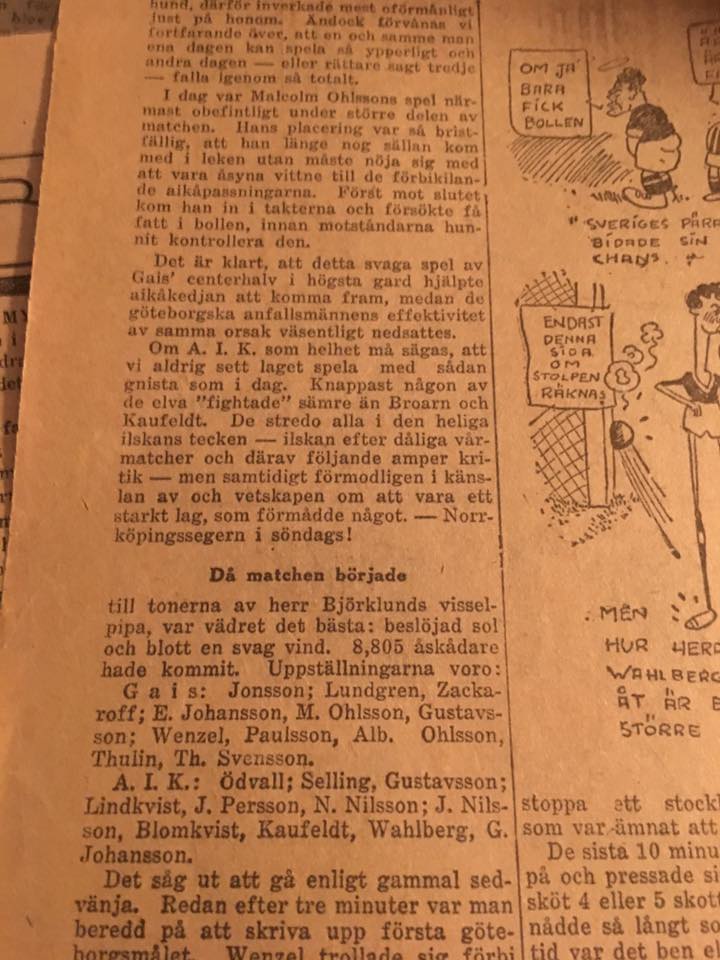 hund, därför inverkade mest oförmånligt
just på honom. Ändock förvånas vi
fortfarande över, att en och samme man
ena dagen kan spela så ypperligt och
andra dagen — eller rättare sagt tredje
— falla igenom så totalt.
I dag var Malcolm Ohlssons spel när-
mast obefintligt under större delen av
matchen. Hans placering var så brist-
fällig, att han länge nog sällan kom
med i leken utan måste nöja sig med
att vara åsyna vittne till de förbikilan-
de aikåpassningarna. Först mot slutet
kom han in i takterna och försökte få
fatt i bollen, innan motståndarna hun-
nit kontrollera den.
Det är klart, att detta svaga spel av
Gais' centerhalv i högsta gard hjälpte
aikåkedjan att komma fram, medan de
göteborgska anfallsmännens effektivitet
av samma orsak väsentligt nedsattes.
Om A. I. K. som helhet må sägas, att
vi aldrig sett laget spela med sådan
gnista som i dag. Knappast någon av
de elva "fightade" sämre än Broarn och
Kaufeldt. De stredo alla i den heliga
ilskans tecken — ilskan efter dåliga vår-
matcher och därav följande amper kri-
tik — men samtidigt förmodligen i käns-
lan av och vetskapen om att vara ett
starkt lag, som förmådde något. — Norr-
köpingssegern i söndags!
Då matchen började
till tonerna av herr Björklunds vissel-
pipa, var vädret det bästa: beslöjad sol
och blott en svag vind. 8,805 åskådare
hade kommit. Uppställningarna voro:
Gais: Jonsson; Lundgren, Zacka-
roff; E. Johansson, M. Ohlsson, Gustavs-
son; Wenzel, Paulsson, Alb. Ohlsson,
Thulin, Th. Svensson.
A. I. K.: Ödvall; Selling, Gustavsson;
Lindkvist, J. Persson, N. Nilsson; J. Nils-
son, Blomkvist, Kaufeldt, Wahlberg, G.
Johansson.
Det såg ut att gå enligt gammal sed-
vänja. Redan efter tre minuter var man
beredd på att skriva upp första göte-
borgsmålet. Wenzel trollade sig förbi
OM JA'
BARA
FICK
BOLLEN
"SVERIGES
BIDADE SIN
CHANS.
ENDAST
DENNA
SIDA
OM
STOLPEN
RÄKNAS
MEN
HUR HERR
WAHLBERG
ÅT ÄR
STÖRRE
stoppa ett
som var ämnat att
De sista 10
på och pressade
sköt 4 eller 5 skott
nådde så långt
tid var det ben